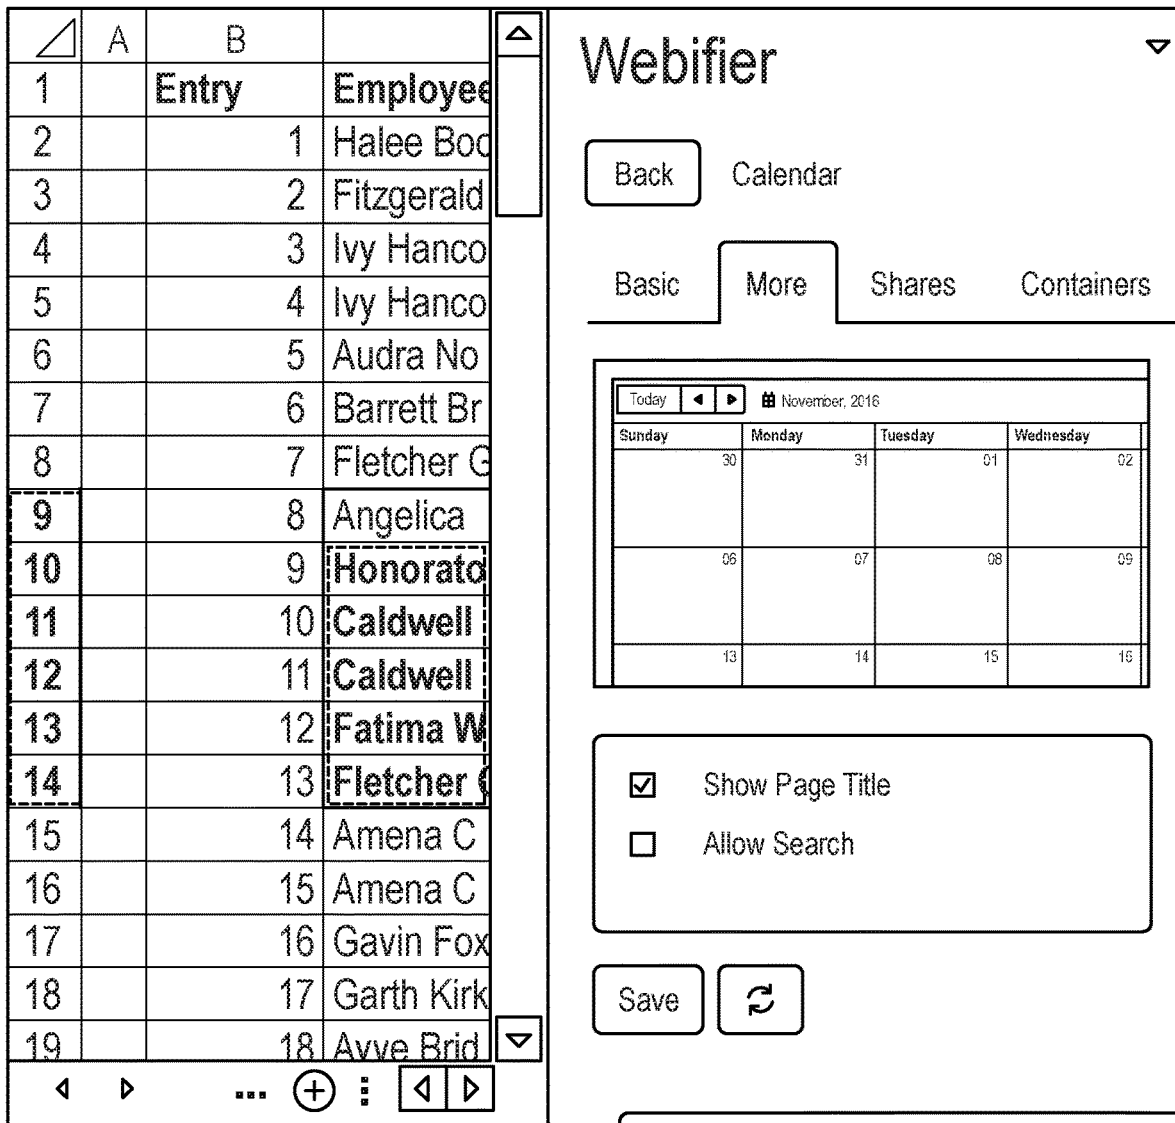 A B
1 Entry Employee
2 1 Halee Boo
3 2 Fitzgerald
4 3 Ivy Hanco
5 4 Ivy Hanco
6 5 Audra No
7 6 Barrett Br
8 7 Fletcher G
9 8 Angelica
10 9 Honorato
11 10 Caldwell
12 11 Caldwell
13 12 Fatima W
14 13 Fletcher G
15 14 Amena C
16 15 Amena C
17 16 Gavin Fox
18 17 Garth Kirk
19 18 Avye Brid
Webifier
Back Calendar
Basic More Shares Containers
Today November, 2016
Sunday Monday Tuesday Wednesday
30 31 01 02
06 07 08 09
13 14 15 16
Show Page Title
Allow Search
Save